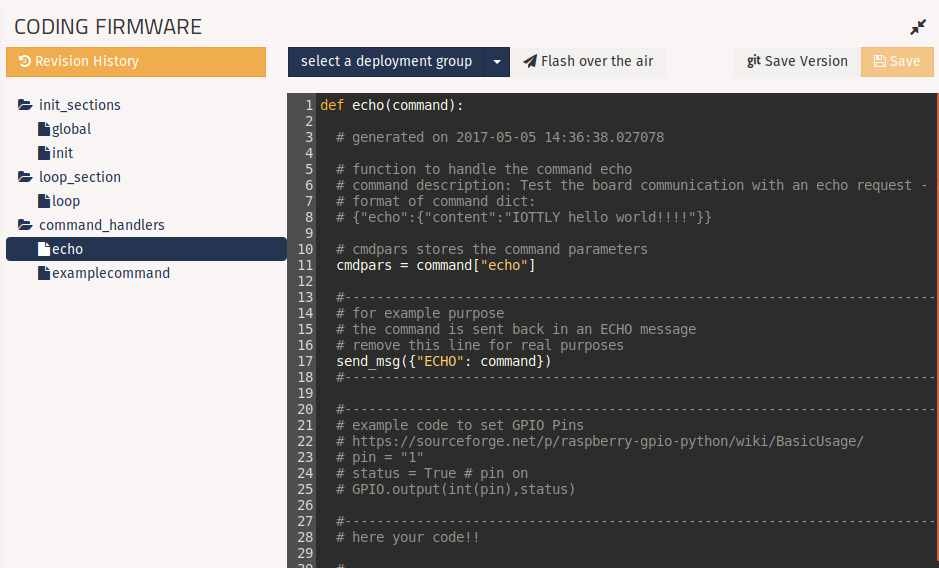 CODING FIRMWARE
Revision History
select a deployment group
Flash over the air
git Save Version
Save
init_sections
global
init
loop_section
loop
command_handlers
echo
examplecommand
1 def echo(command):
2
3 # generated on 2017-05-05 14:36:38.027078
4
5 # function to handle the command echo
6 # command description: Test the board communication with an echo request -
7 # format of command dict:
8 # {"echo":{"content":"IOTTLY hello world!!!!"}}
9
10 # cmdpars stores the command parameters
11 cmdpars = command["echo"]
12
13 #--------------------------------------------------------------------------
14 # for example purpose
15 # the command is sent back in an ECHO message
16 # remove this line for real purposes
17 send_msg({"ECHO": command})
18 #--------------------------------------------------------------------------
19
20 #--------------------------------------------------------------------------
21 # example code to set GPIO Pins
22 # https://sourceforge.net/p/raspberry-gpio-python/wiki/BasicUsage/
23 # pin = "1"
24 # status = True # pin on
25 # GPIO.output(int(pin),status)
26
27 #--------------------------------------------------------------------------
28 # here your code!!
29
30 #